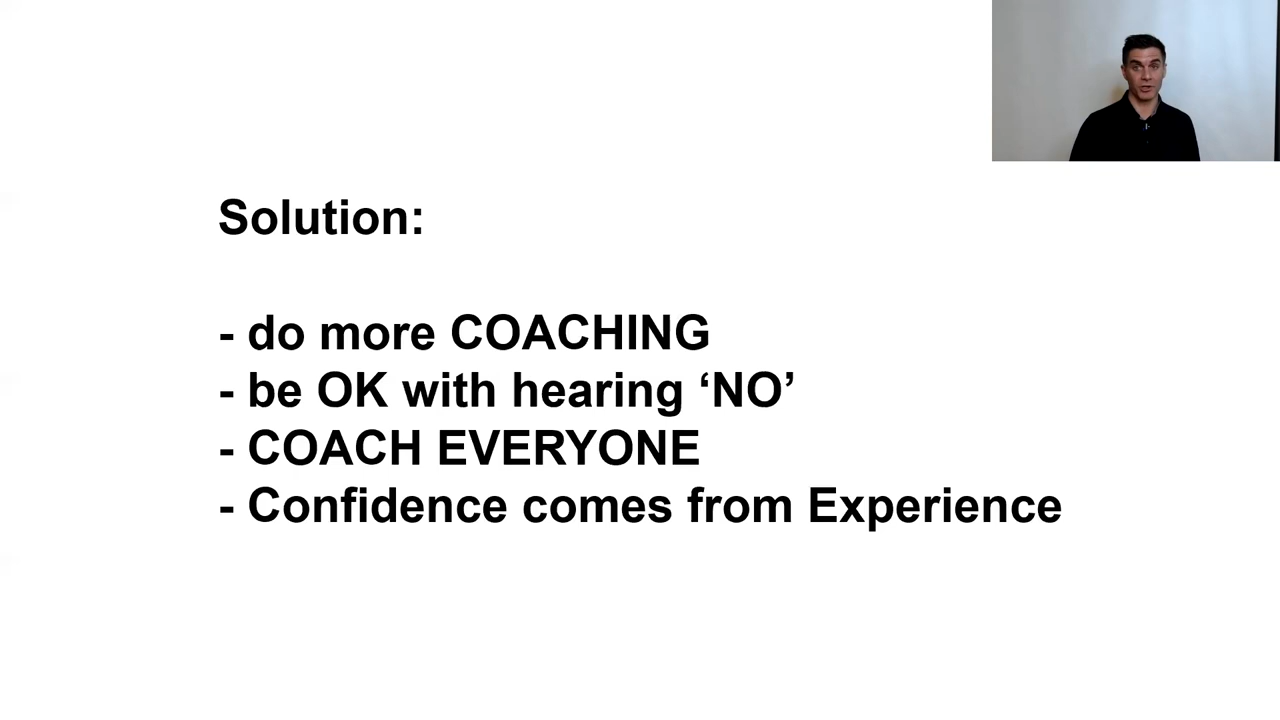 Solution:
- do more COACHING
- be OK with hearing ‘NO’
- COACH EVERYONE
- Confidence comes from Experience